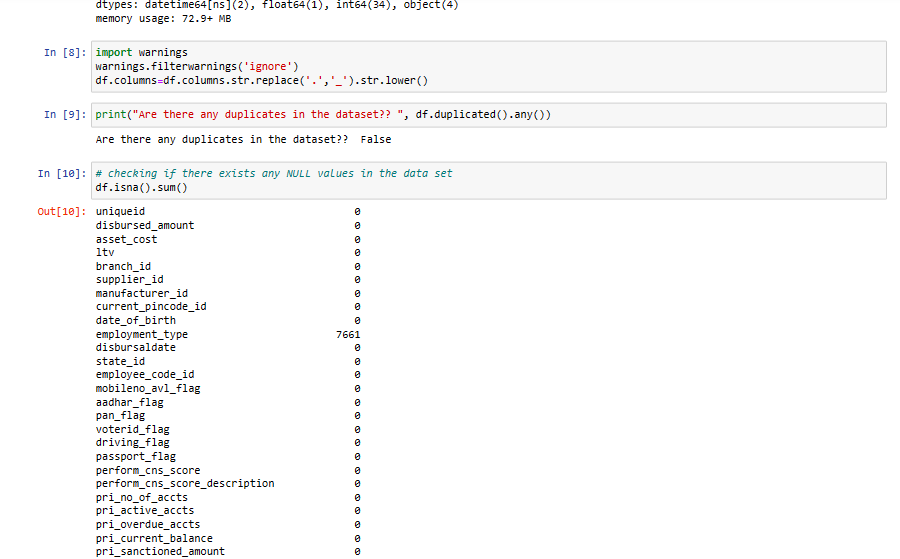 dtypes: datetime64[ns](2), float64(1), int64(34), object(4)
memory usage: 72.9+ MB
In [8]: import warnings
warnings.filterwarnings('ignore')
df.columns=df.columns.str.replace('.','_').str.lower()
In [9]: print("Are there any duplicates in the dataset?? ", df.duplicated().any())
Are there any duplicates in the dataset??  False
In [10]: # checking if there exists any NULL values in the data set
df.isna().sum()
Out[10]: uniqueid 0
disbursed_amount 0
asset_cost 0
ltv 0
branch_id 0
supplier_id 0
manufacturer_id 0
current_pincode_id 0
date_of_birth 0
employment_type 7661
disbursaldate 0
state_id 0
employee_code_id 0
mobileno_avl_flag 0
aadhar_flag 0
pan_flag 0
voterid_flag 0
driving_flag 0
passport_flag 0
perform_cns_score 0
perform_cns_score_description 0
pri_no_of_accts 0
pri_active_accts 0
pri_overdue_accts 0
pri_current_balance 0
pri_sanctioned_amount 0